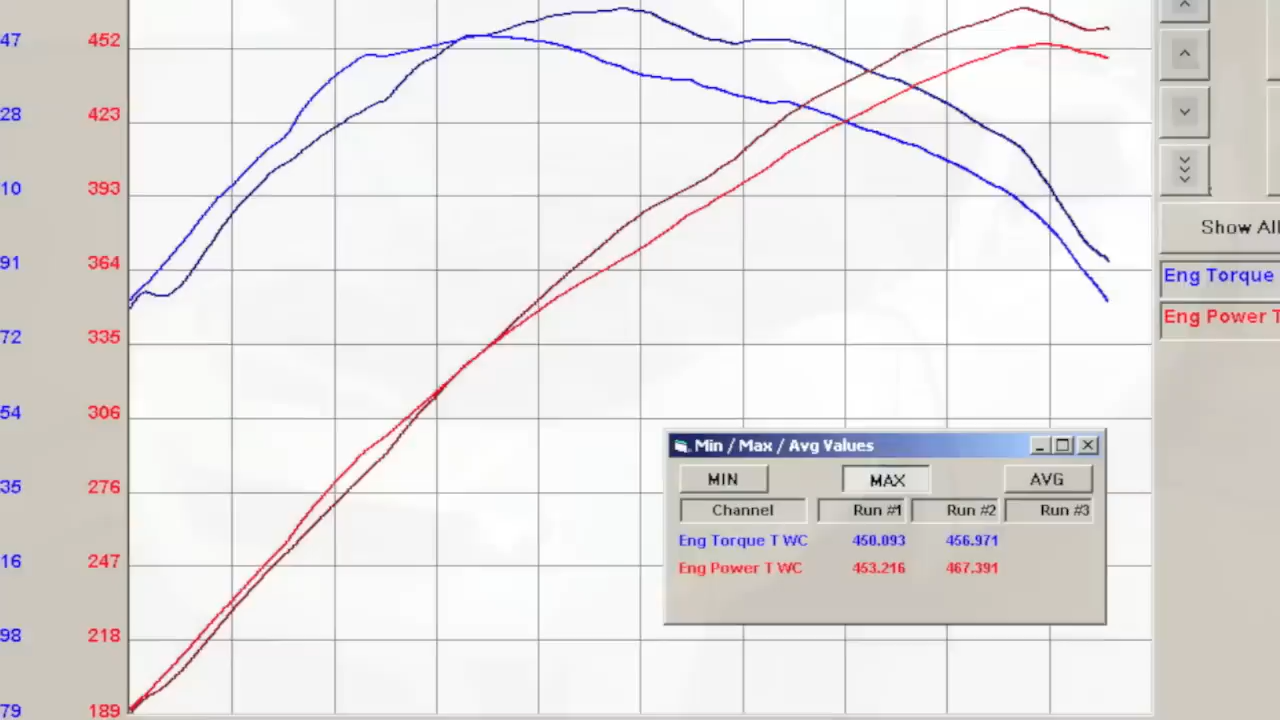 47 452
28 423
10 393
91 364 Show All
Eng Torque
Eng Power T
72 335
54 306
Min / Max / Avg Values
MIN MAX AVG
35 276
Channel Run #1 Run #2 Run #3
Eng Torque T WC 450.093 456.971
16 247
Eng Power T WC 453.216 467.391
98 218
79 189